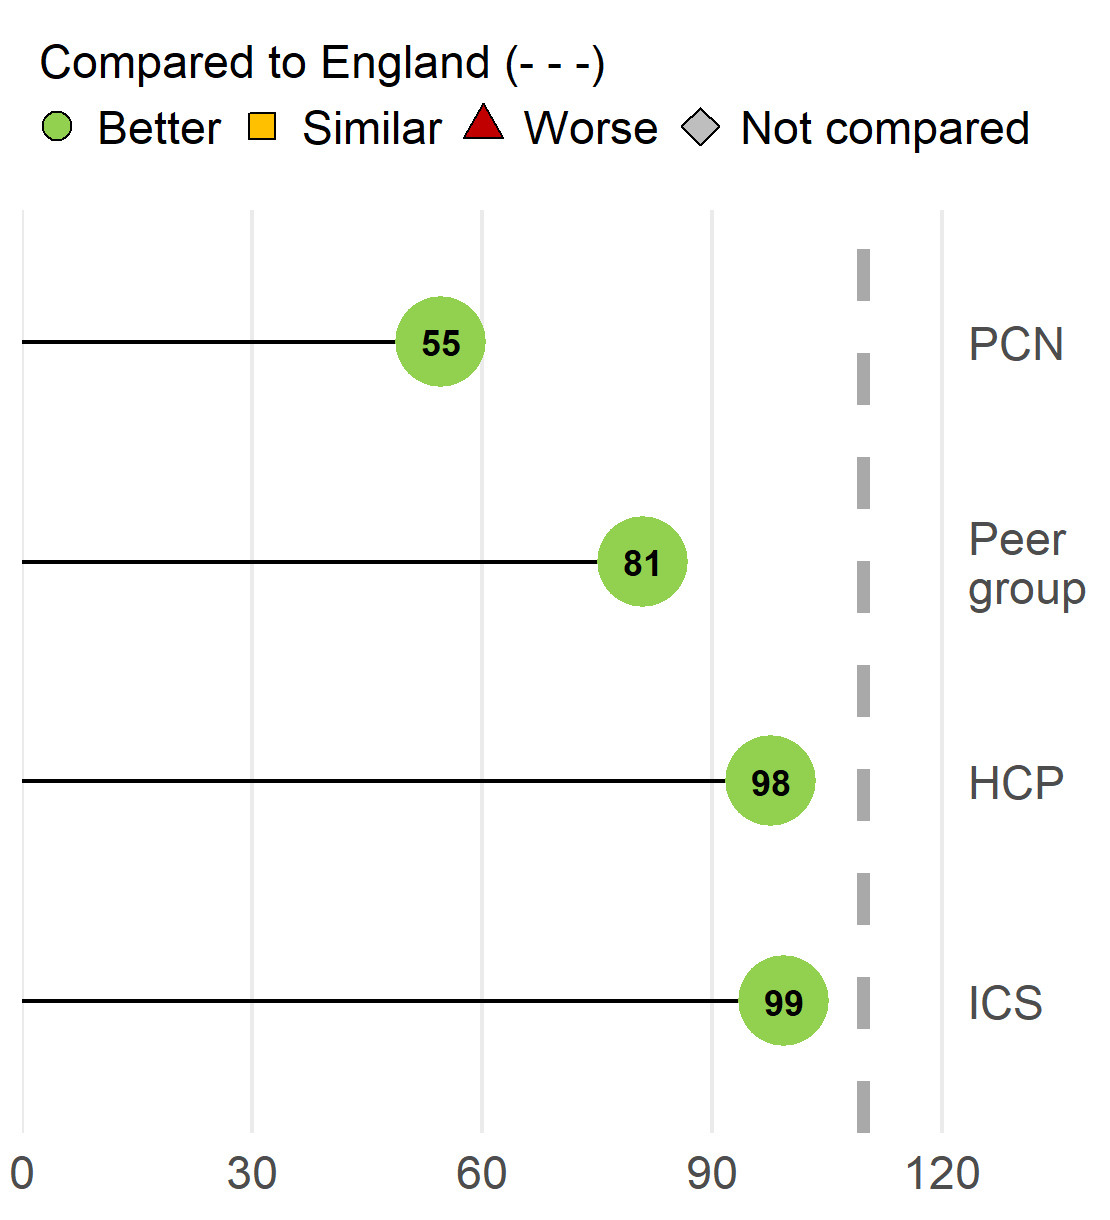 Compared to England (- - -)
Better Similar Worse Not compared
55 PCN
81 Peer
group
98 HCP
99 ICS
0 30 60 90 120